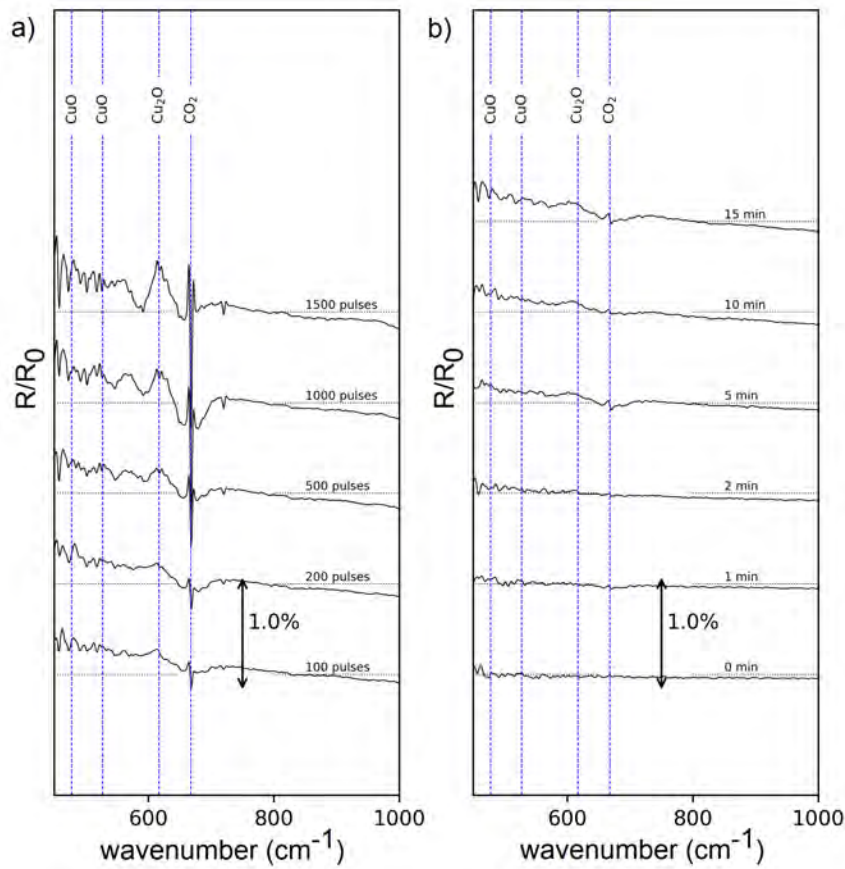 a)
CuO
CuO
Cu₂O
CO₂
1500 pulses
1000 pulses
500 pulses
200 pulses
100 pulses
1.0%
R/R₀
600
800
1000
wavenumber (cm⁻¹)
b)
CuO
CuO
Cu₂O
CO₂
15 min
10 min
5 min
2 min
1 min
0 min
1.0%
R/R₀
600
800
1000
wavenumber (cm⁻¹)